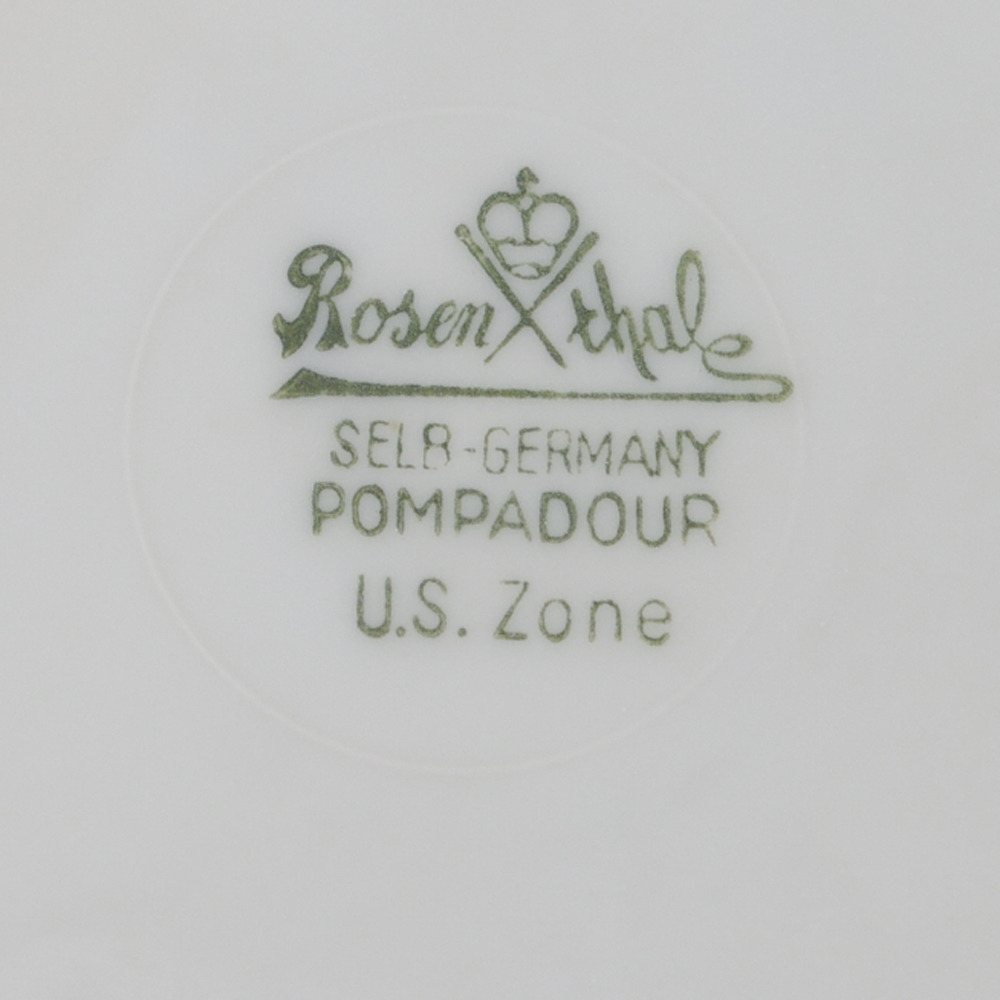 Rosenthal
SELB-GERMANY
POMPADOUR
U.S. Zone